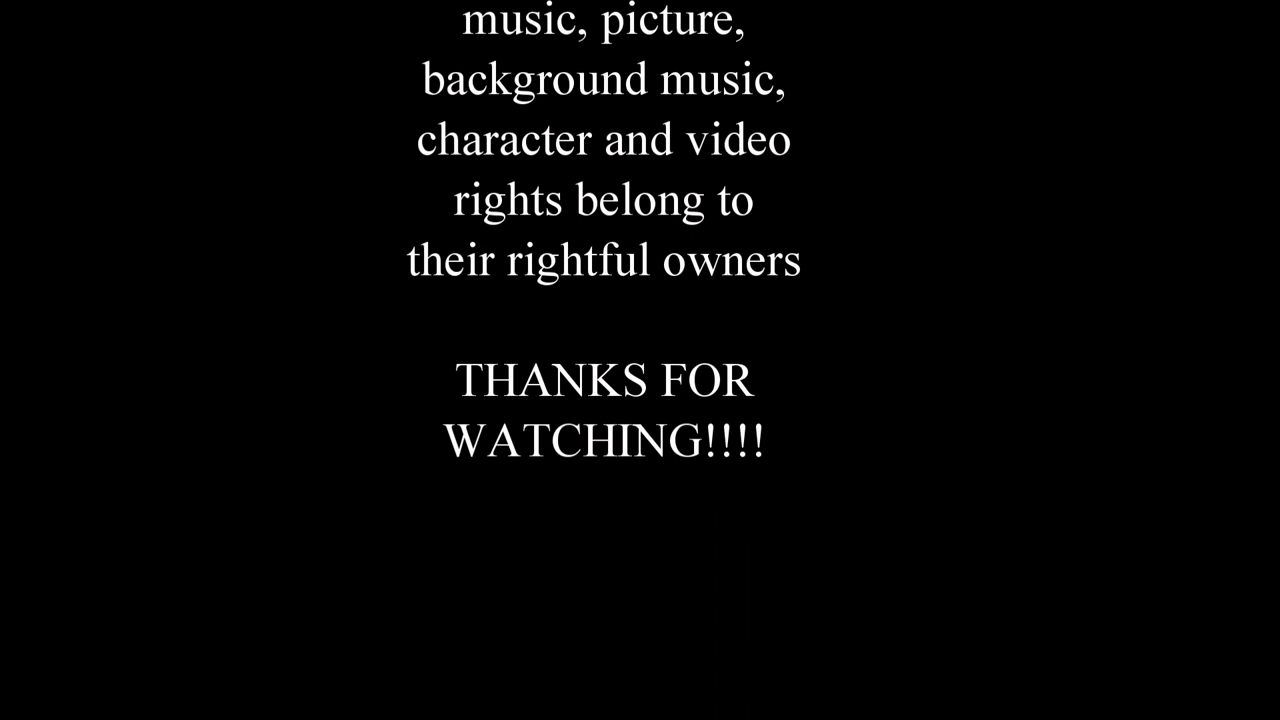 music, picture,
background music,
character and video
rights belong to
their rightful owners
THANKS FOR
WATCHING!!!!